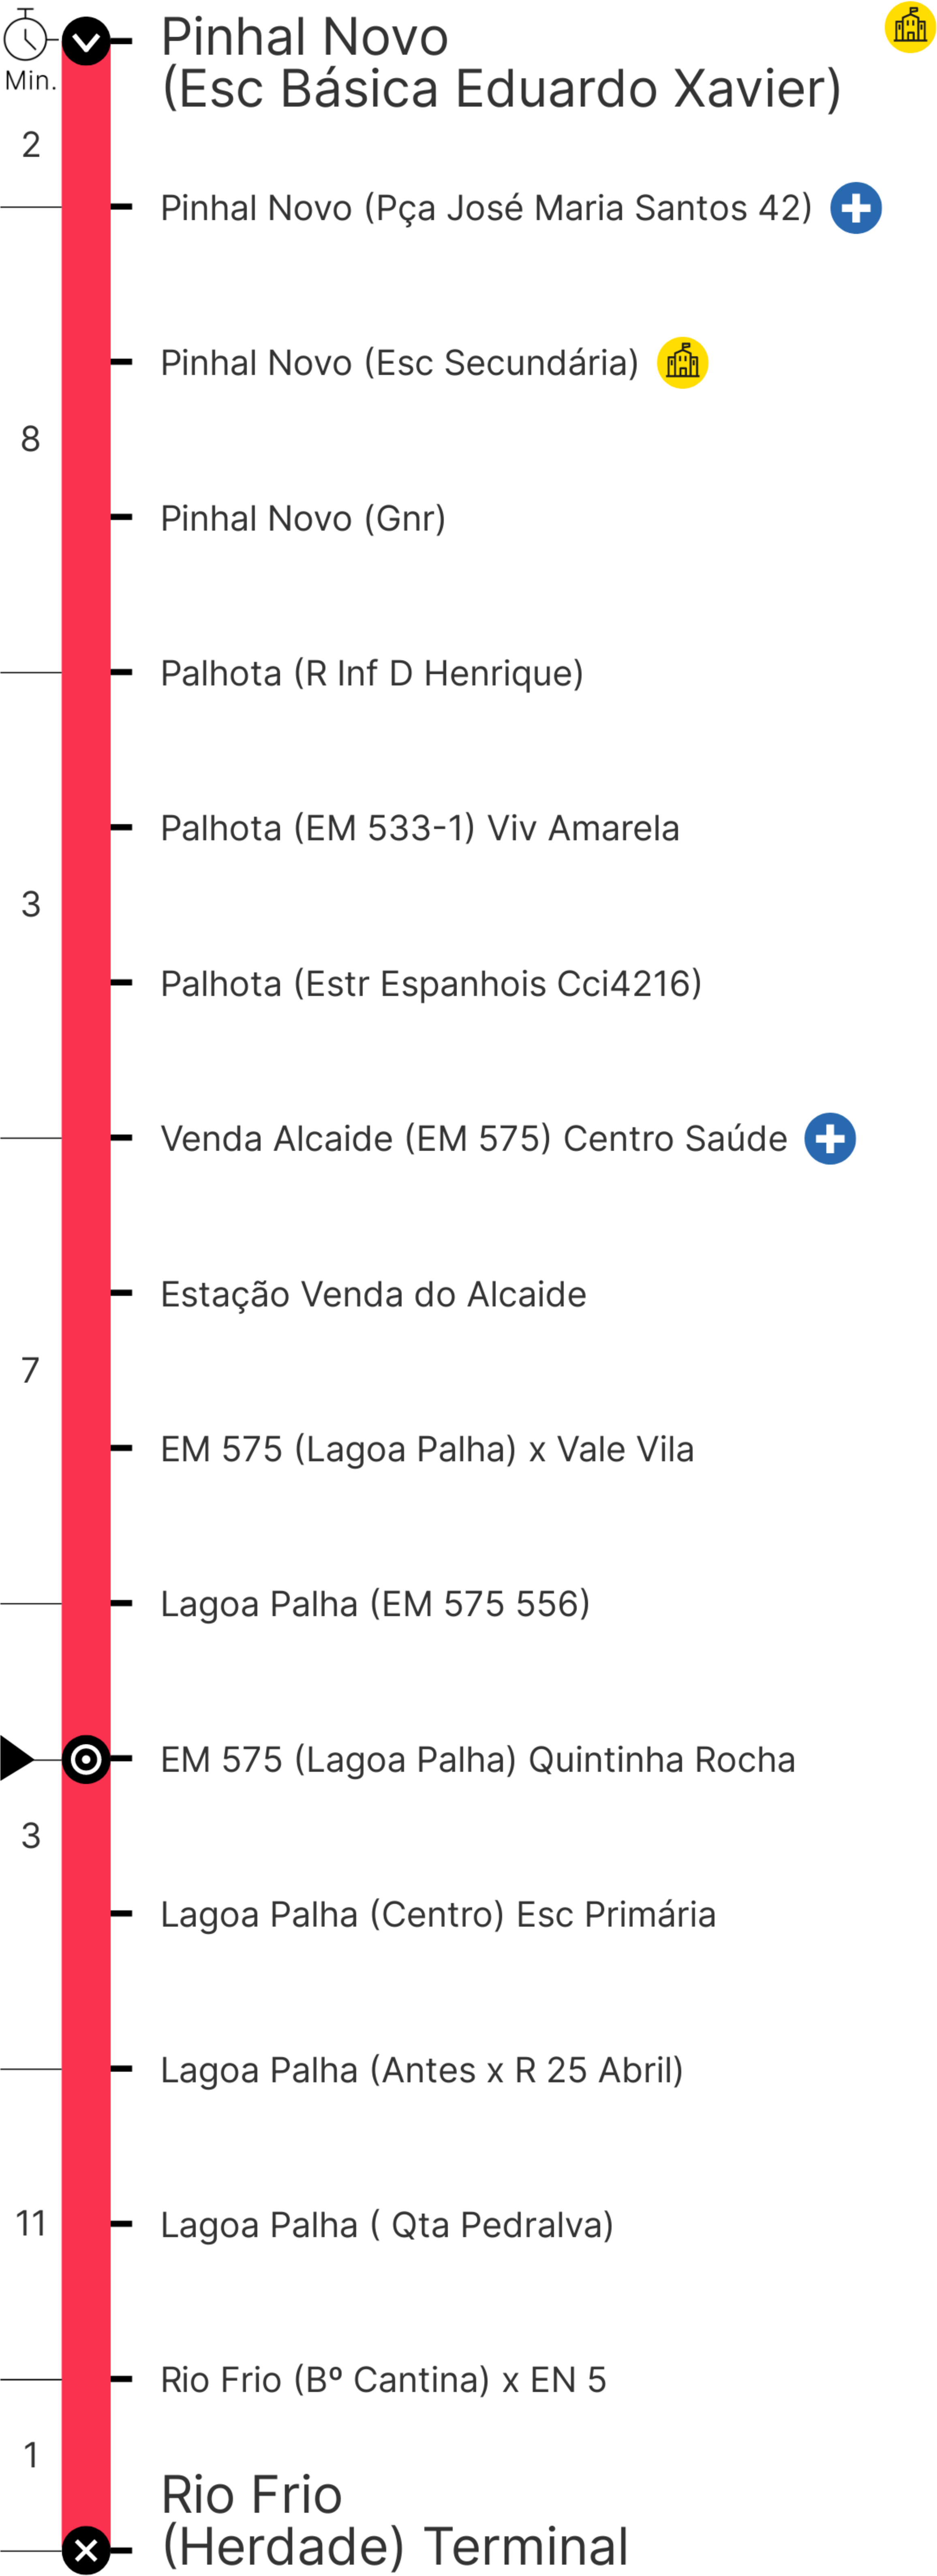 Pinhal Novo
(Esc Básica Eduardo Xavier)
Min.
2
Pinhal Novo (Pça José Maria Santos 42)
Pinhal Novo (Esc Secundária)
8
Pinhal Novo (Gnr)
Palhota (R Inf D Henrique)
Palhota (EM 533-1) Viv Amarela
3
Palhota (Estr Espanhois Cci4216)
Venda Alcaide (EM 575) Centro Saúde
Estação Venda do Alcaide
7
EM 575 (Lagoa Palha) x Vale Vila
Lagoa Palha (EM 575 556)
EM 575 (Lagoa Palha) Quintinha Rocha
3
Lagoa Palha (Centro) Esc Primária
Lagoa Palha (Antes x R 25 Abril)
11
Lagoa Palha ( Qta Pedralva)
Rio Frio (Bº Cantina) x EN 5
1
Rio Frio
(Herdade) Terminal